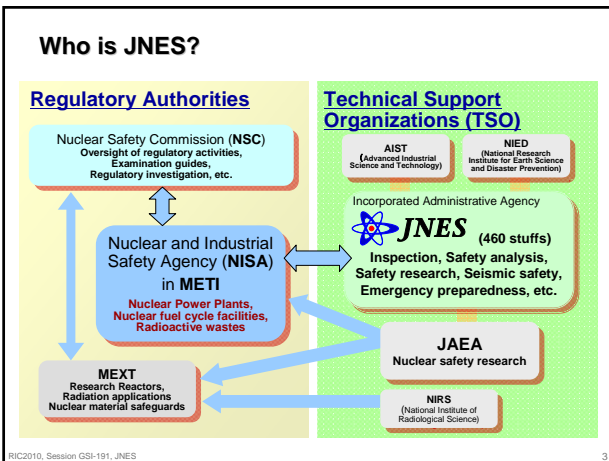 Who is JNES?
Regulatory Authorities
Nuclear Safety Commission (NSC)
Oversight of regulatory activities,
Examination guides,
Regulatory investigation, etc.
Nuclear and Industrial
Safety Agency (NISA)
in METI
Nuclear Power Plants,
Nuclear fuel cycle facilities,
Radioactive wastes
MEXT
Research Reactors,
Radiation applications
Nuclear material safeguards
Technical Support
Organizations (TSO)
AIST
(Advanced Industrial
Science and Technology)
NIED
(National Research
Institute for Earth Science
and Disaster Prevention)
Incorporated Administrative Agency
JNES (460 stuffs)
Inspection, Safety analysis,
Safety research, Seismic safety,
Emergency preparedness, etc.
JAEA
Nuclear safety research
NIRS
(National Institute of
Radiological Science)
RIC2010, Session GSI-191, JNES
3